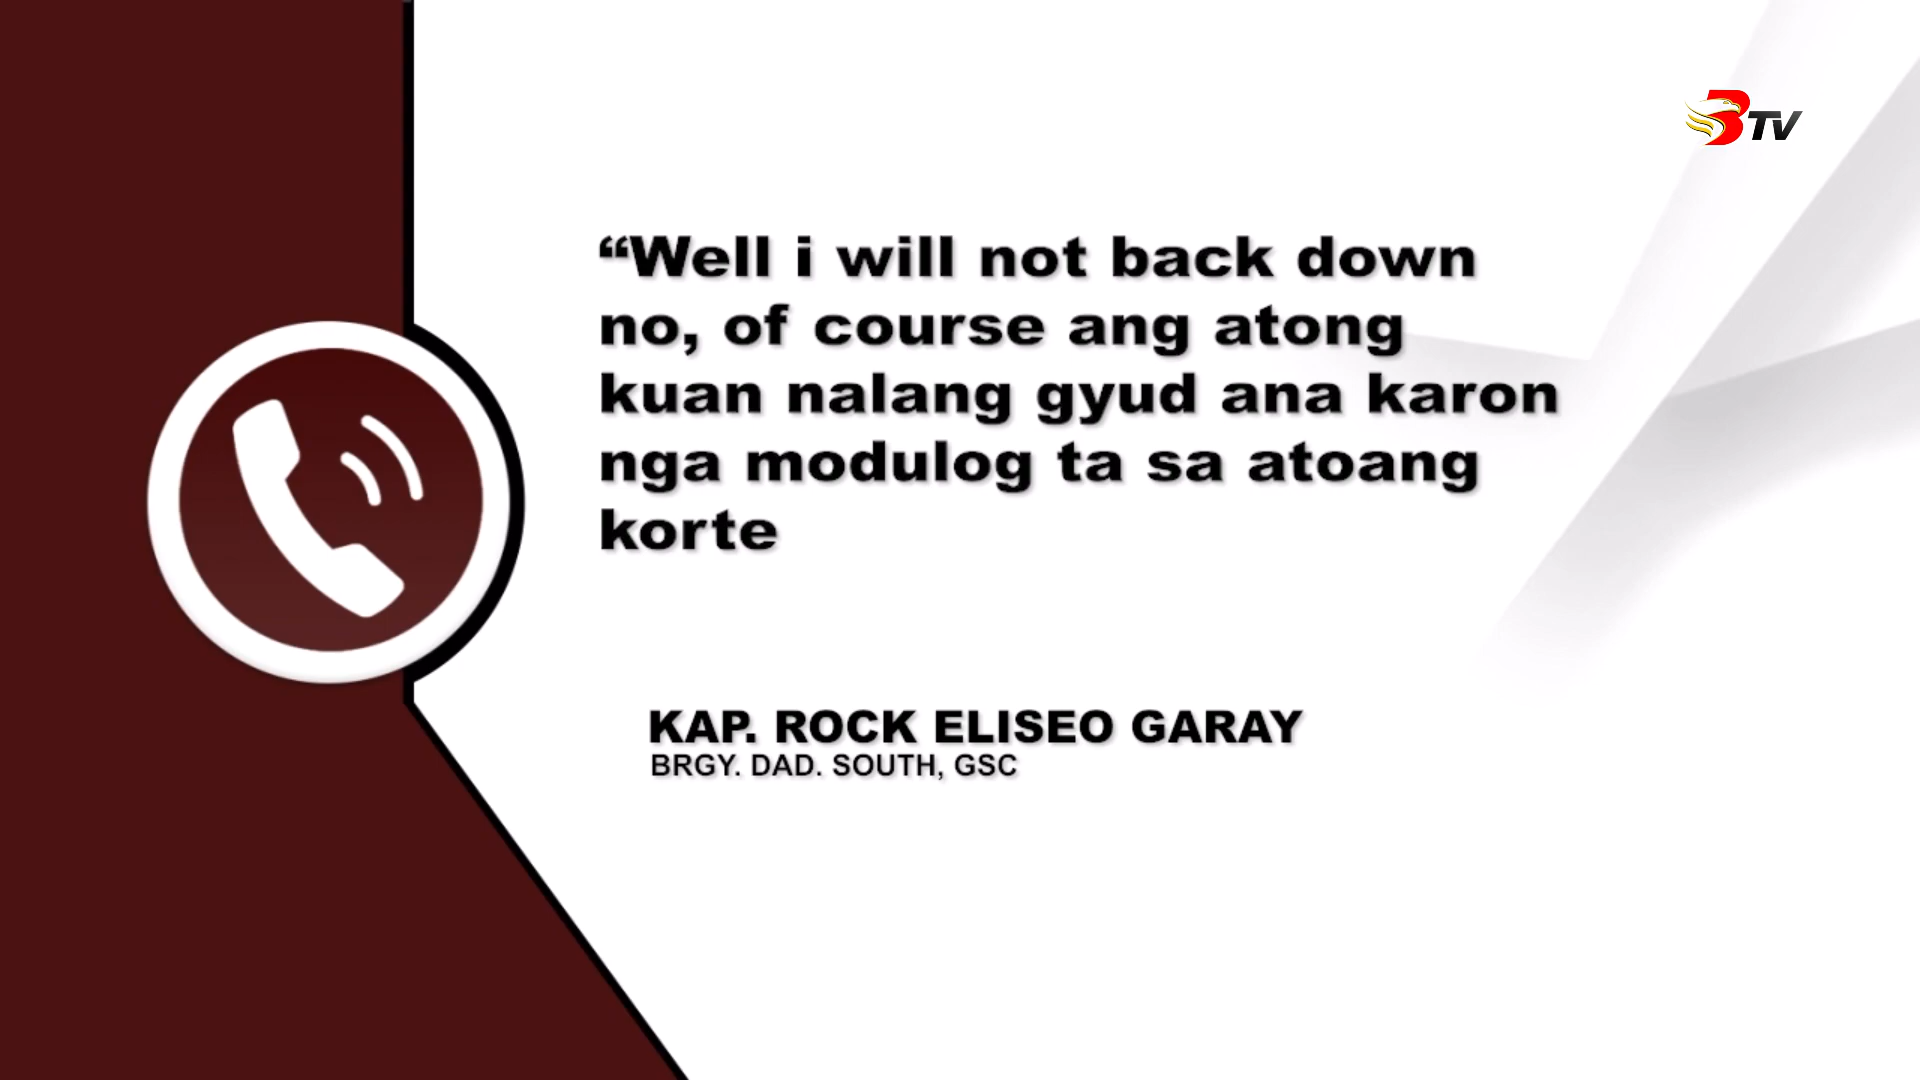 BTV
“Well i will not back down
no, of course ang atong
kuan nalang gyud ana karon
nga modulog ta sa atoang
korte
KAP. ROCK ELISEO GARAY
BRGY. DAD. SOUTH, GSC